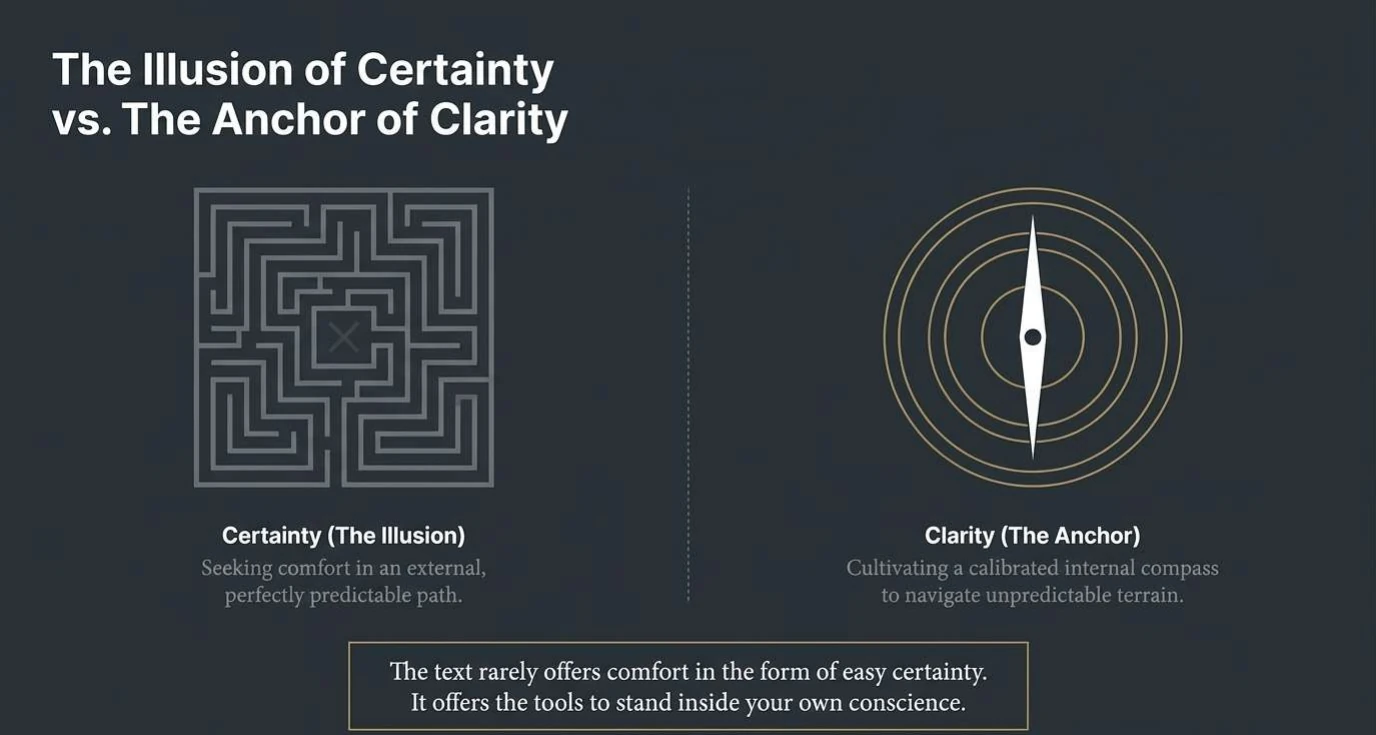 The Illusion of Certainty
vs. The Anchor of Clarity
Certainty (The Illusion)
Seeking comfort in an external,
perfectly predictable path.
Clarity (The Anchor)
Cultivating a calibrated internal compass
to navigate unpredictable terrain.
The text rarely offers comfort in the form of easy certainty.
It offers the tools to stand inside your own conscience.